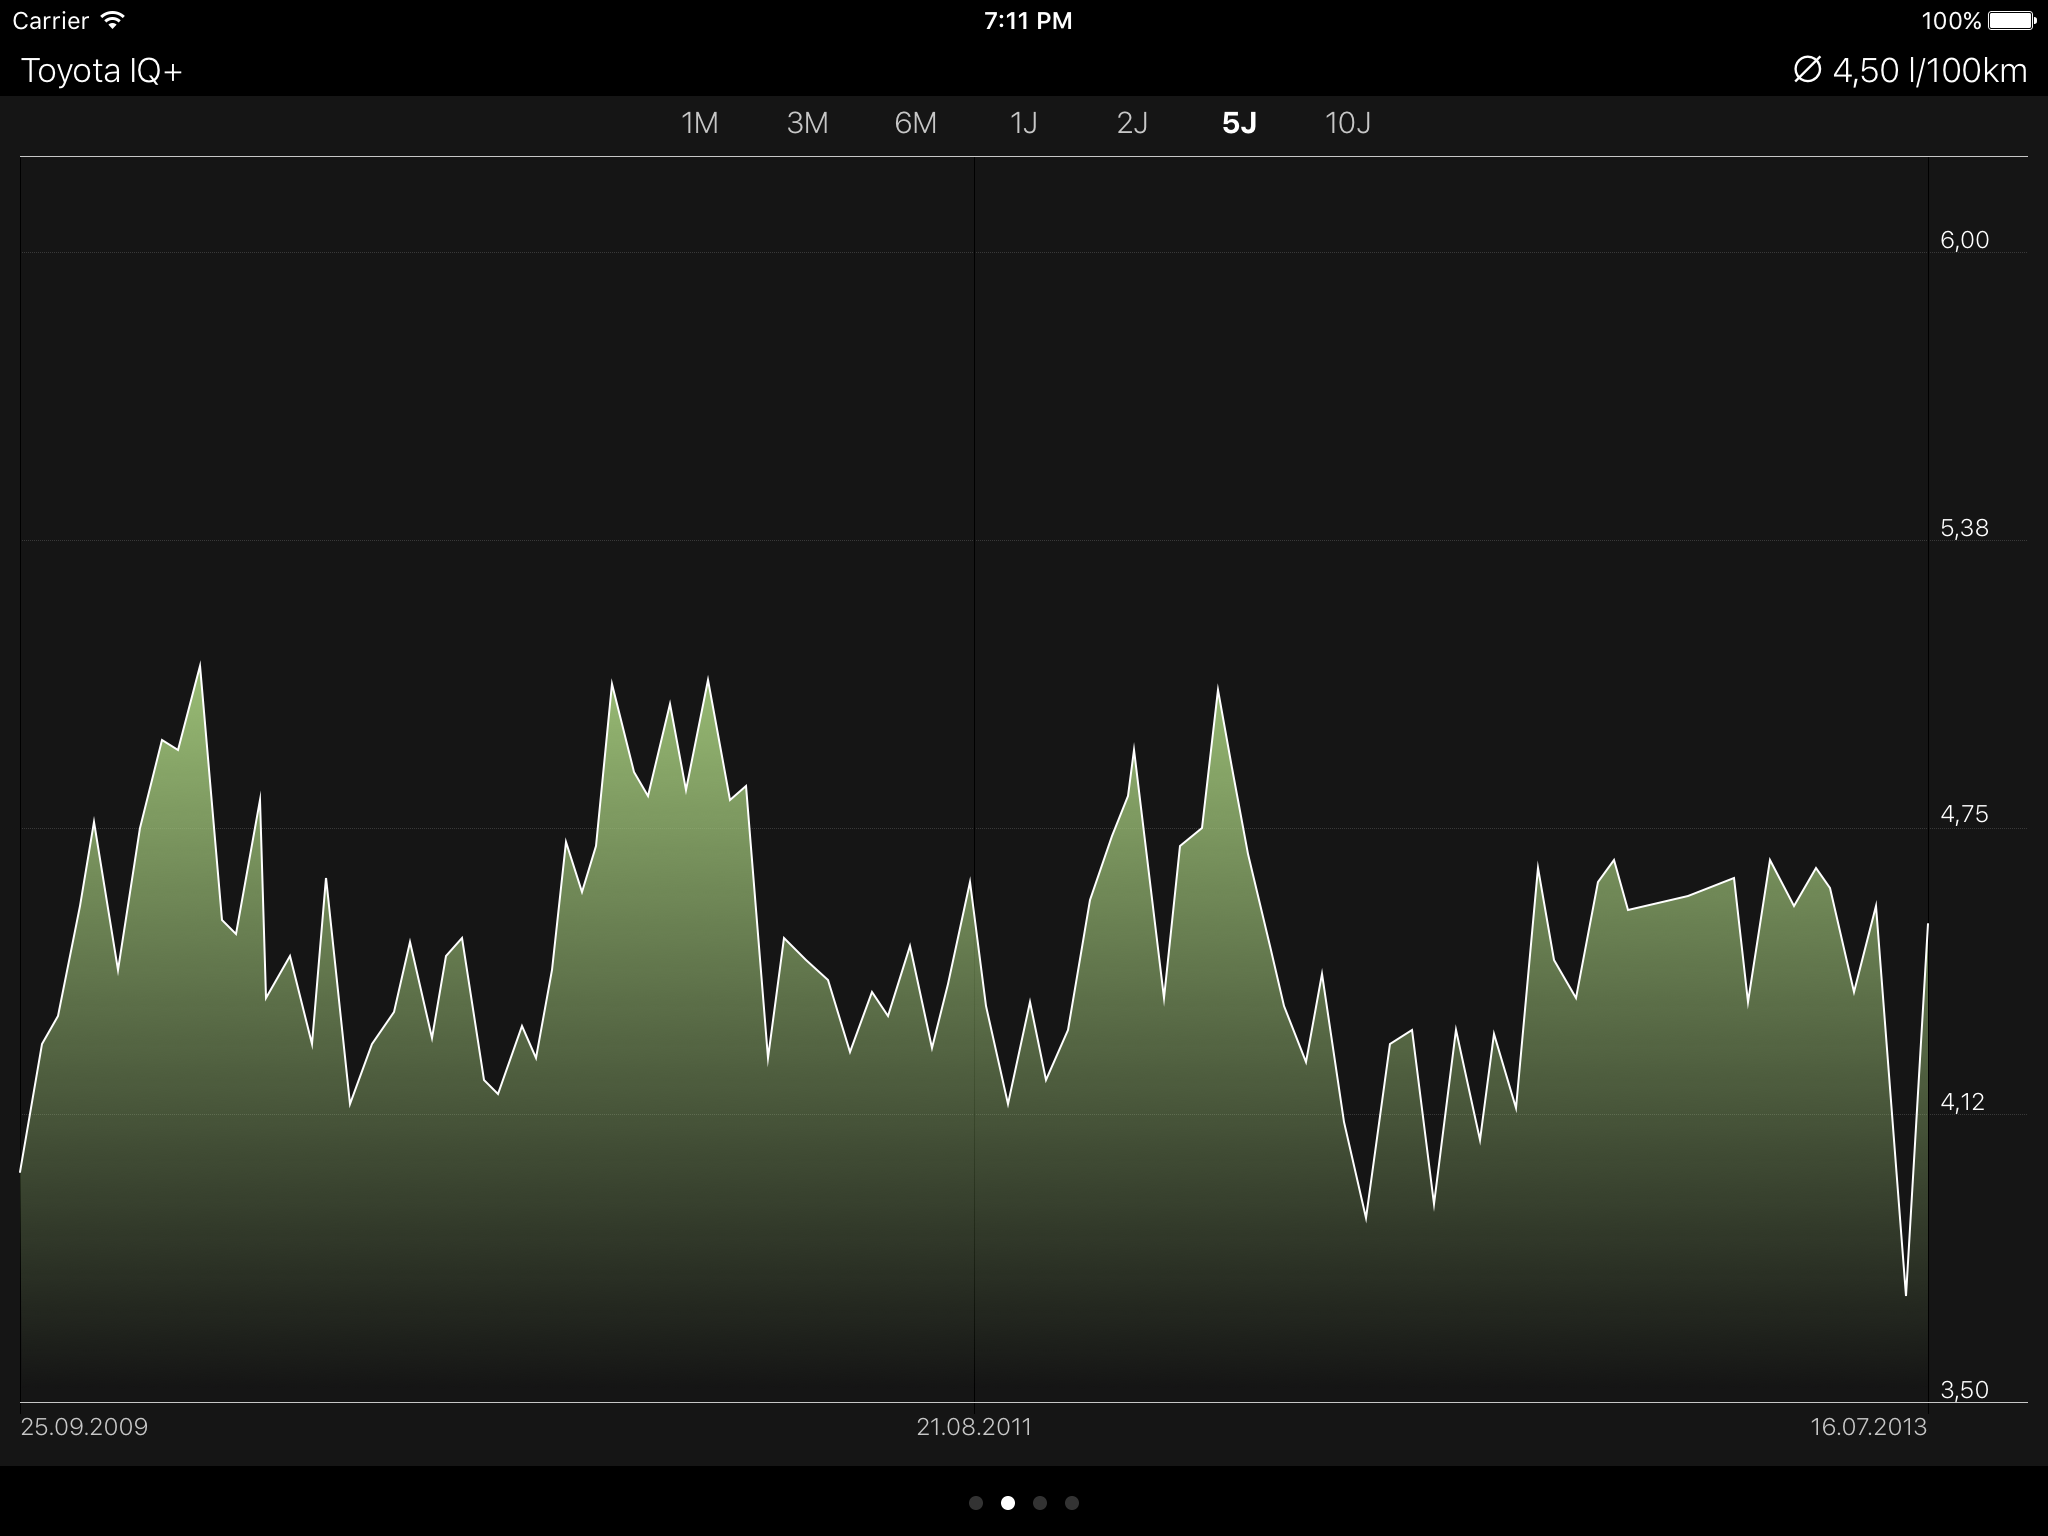 Carrier 7:11 PM 100%
Toyota IQ+ Ø 4,50 l/100km
1M 3M 6M 1J 2J 5J 10J
6,00
5,38
4,75
4,12
3,50
25.09.2009 21.08.2011 16.07.2013